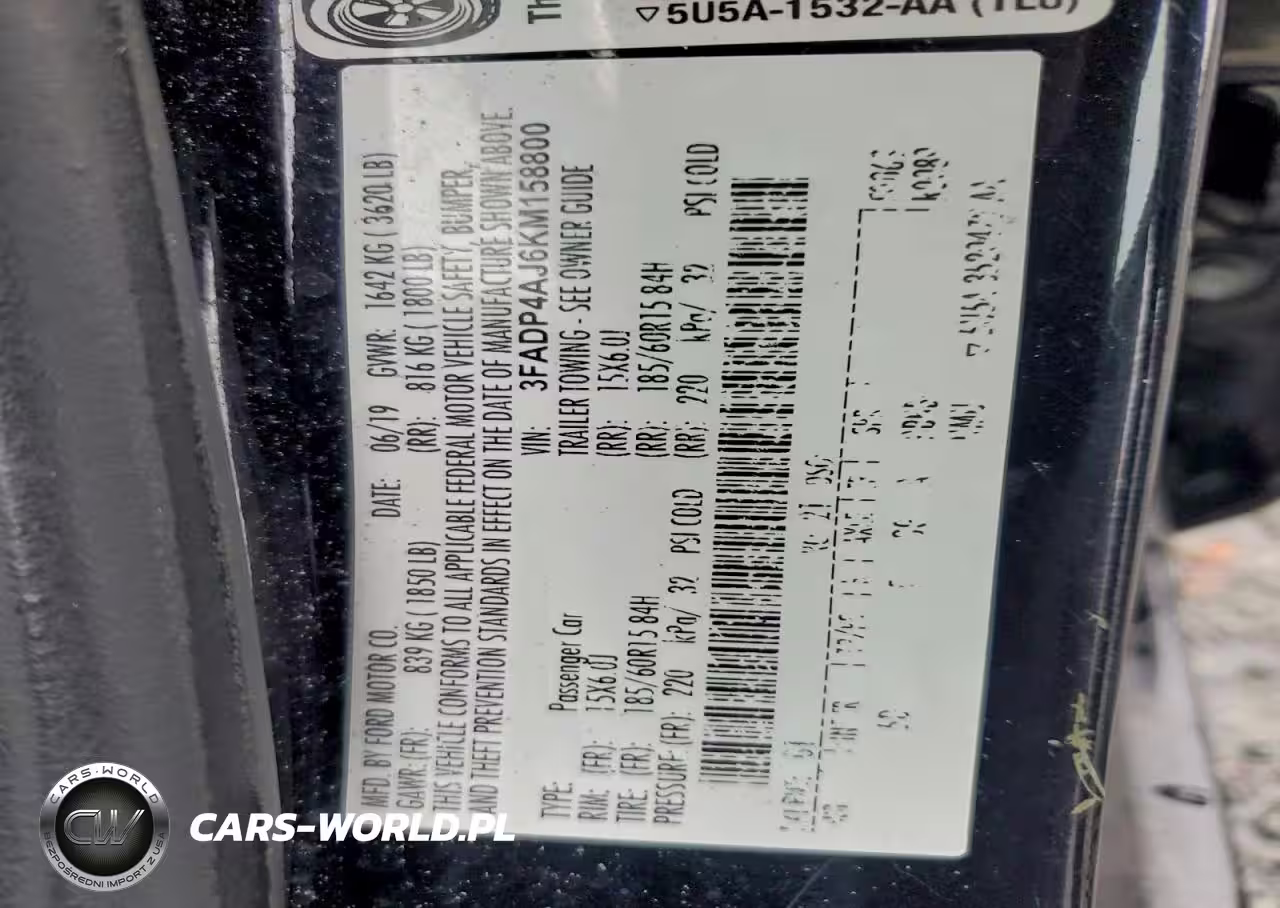 Th
5U5A-1532-AA (TEU)
MFD. BY FORD MOTOR CO. DATE: 06/19 GVWR: 1642 KG ( 3620 LB)
GAWR: (FR): 839 KG ( 1850 LB) (RR): 816 KG ( 1800 LB)
THIS VEHICLE CONFORMS TO ALL APPLICABLE FEDERAL MOTOR VEHICLE SAFETY, BUMPER,
AND THEFT PREVENTION STANDARDS IN EFFECT ON THE DATE OF MANUFACTURE SHOWN ABOVE.
VIN: 3FADP4AJ6KM158800
TYPE: Passenger Car TRAILER TOWING - SEE OWNER GUIDE
RIM: (FR): 15X6.0J (RR): 15X6.0J
TIRE (FR): 185/60R15 84H (RR): 185/60R15 84H
PRESSURE (FR): 220 kPa/ 32 PSI COLD (RR): 220 kPa/ 32 PSI COLD
CARS-WORLD
CW
BEZPOŚREDNI IMPORT Z USA
CARS-WORLD.PL